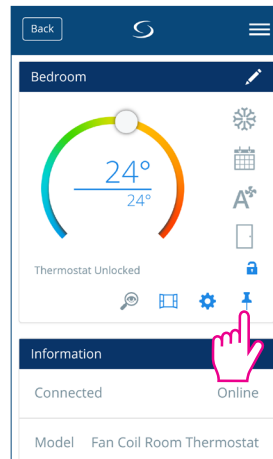 Back
Bedroom
24°
24°
A
Thermostat Unlocked
Information
Connected Online
Model Fan Coil Room Thermostat